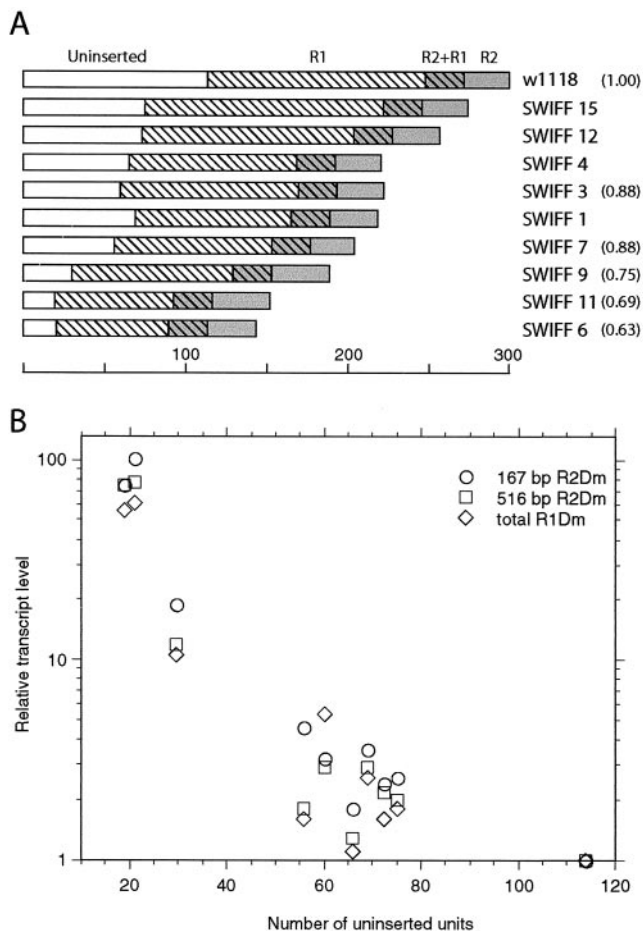 A
Uninserted R1 R2+R1 R2
w1118 (1.00)
SWIFF 15
SWIFF 12
SWIFF 4
SWIFF 3 (0.88)
SWIFF 1
SWIFF 7 (0.88)
SWIFF 9 (0.75)
SWIFF 11 (0.69)
SWIFF 6 (0.63)
100 200 300
B
100
10
1
Relative transcript level
167 bp R2Dm
516 bp R2Dm
total R1Dm
20 40 60 80 100 120
Number of uninserted units